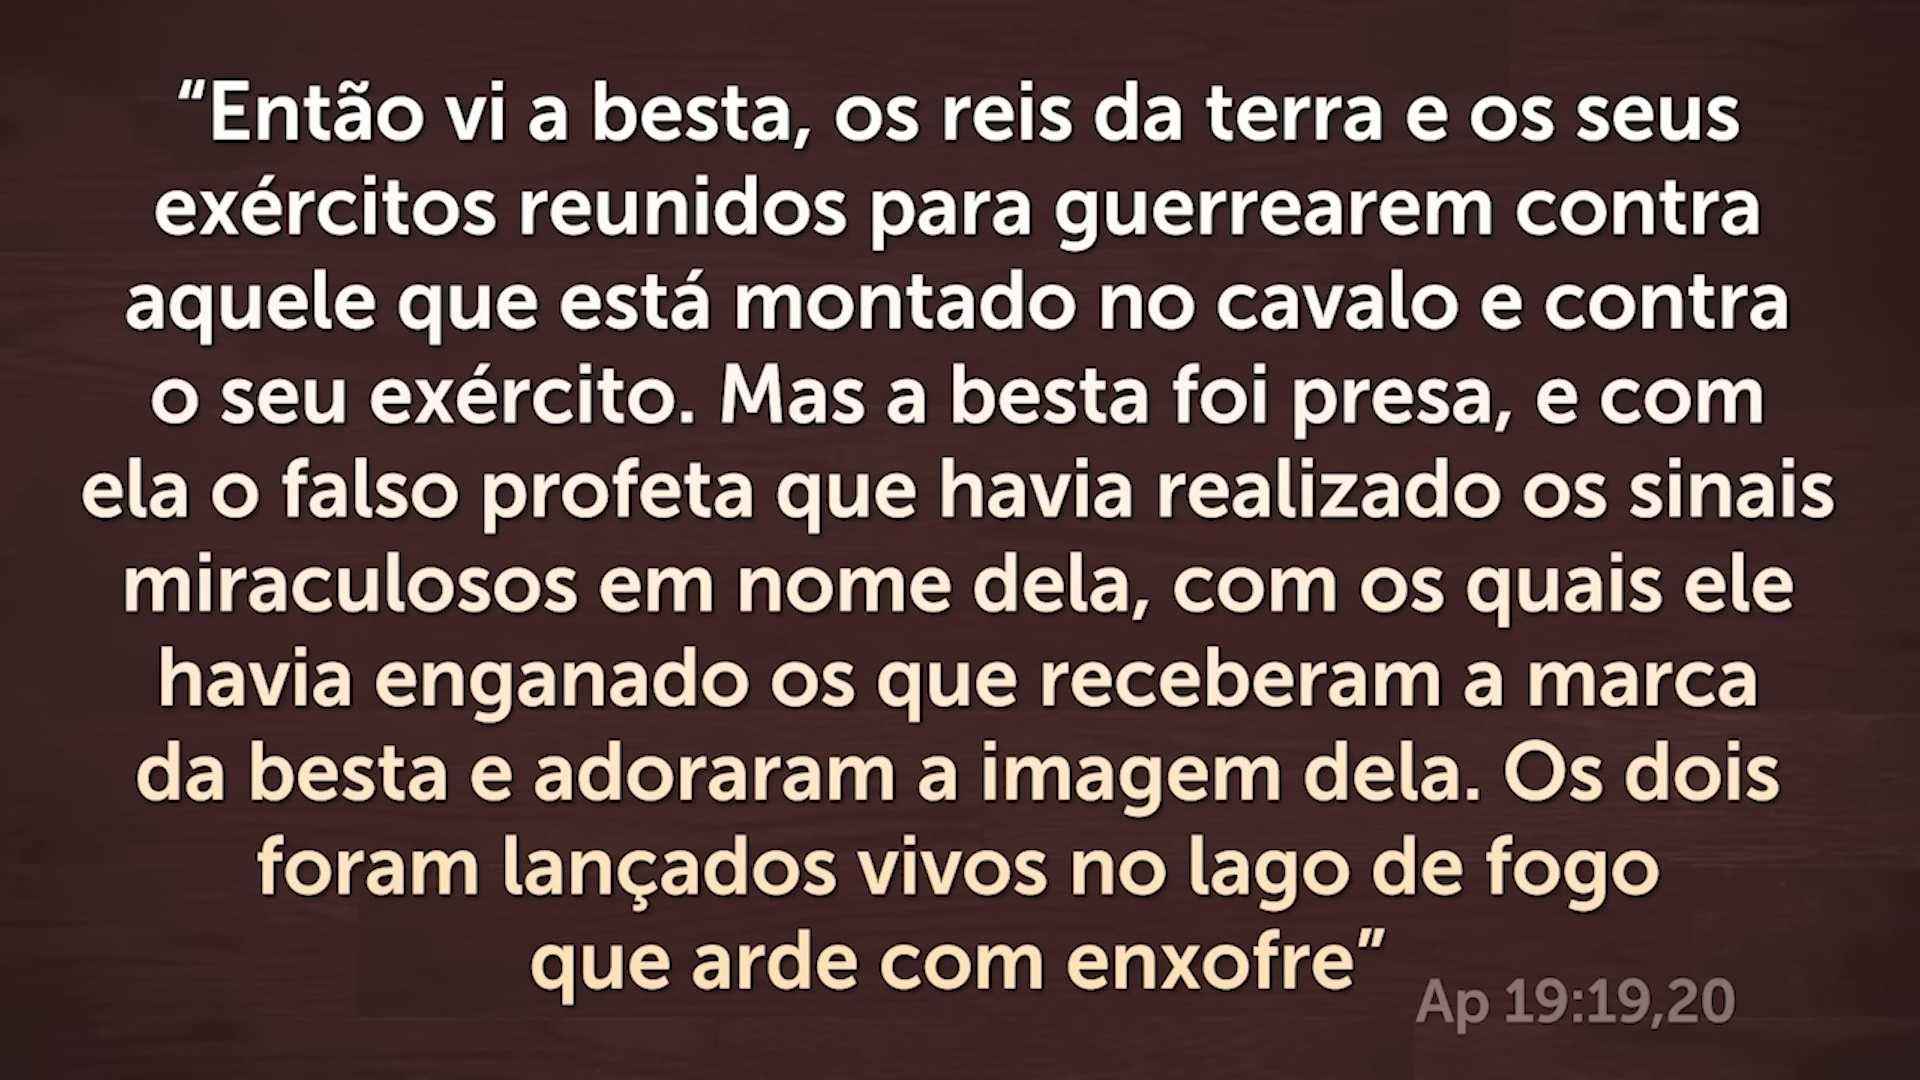 “Então vi a besta, os reis da terra e os seus
exércitos reunidos para guerrearem contra
aquele que está montado no cavalo e contra
o seu exército. Mas a besta foi presa, e com
ela o falso profeta que havia realizado os sinais
miraculosos em nome dela, com os quais ele
havia enganado os que receberam a marca
da besta e adoraram a imagem dela. Os dois
foram lançados vivos no lago de fogo
que arde com enxofre”
Ap 19:19,20